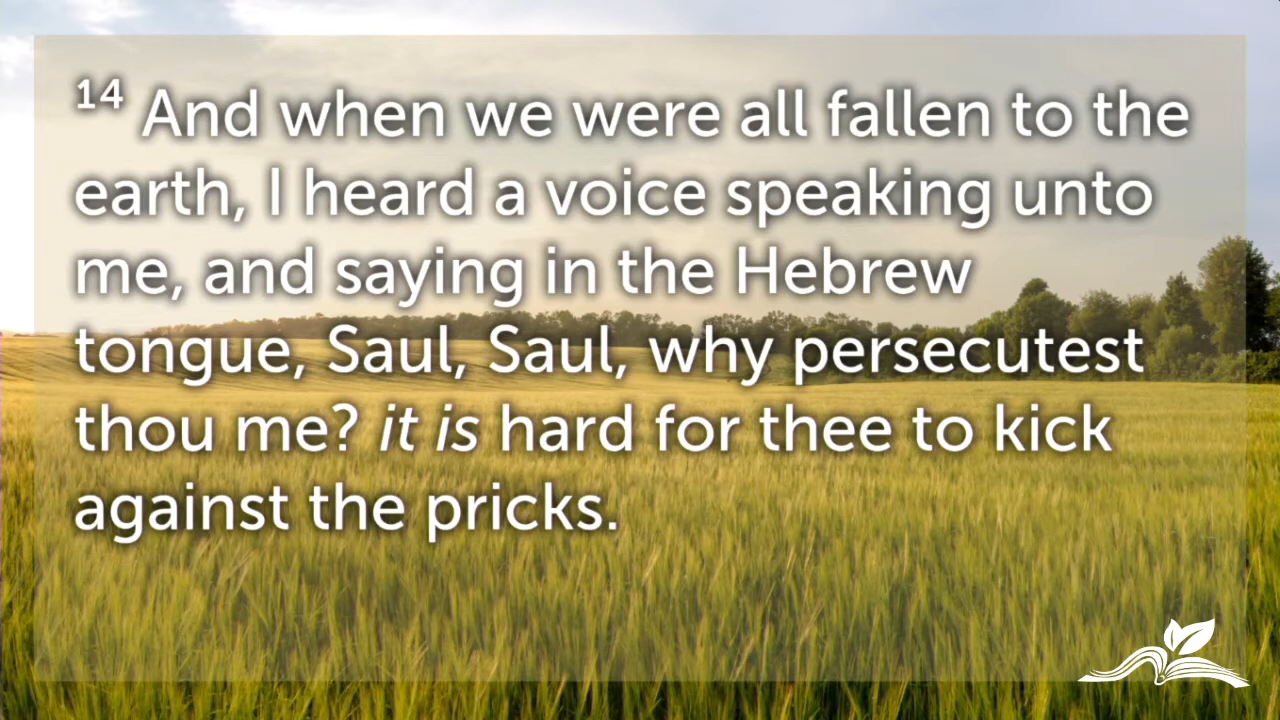 14 And when we were all fallen to the
earth, I heard a voice speaking unto
me, and saying in the Hebrew
tongue, Saul, Saul, why persecutest
thou me? it is hard for thee to kick
against the pricks.